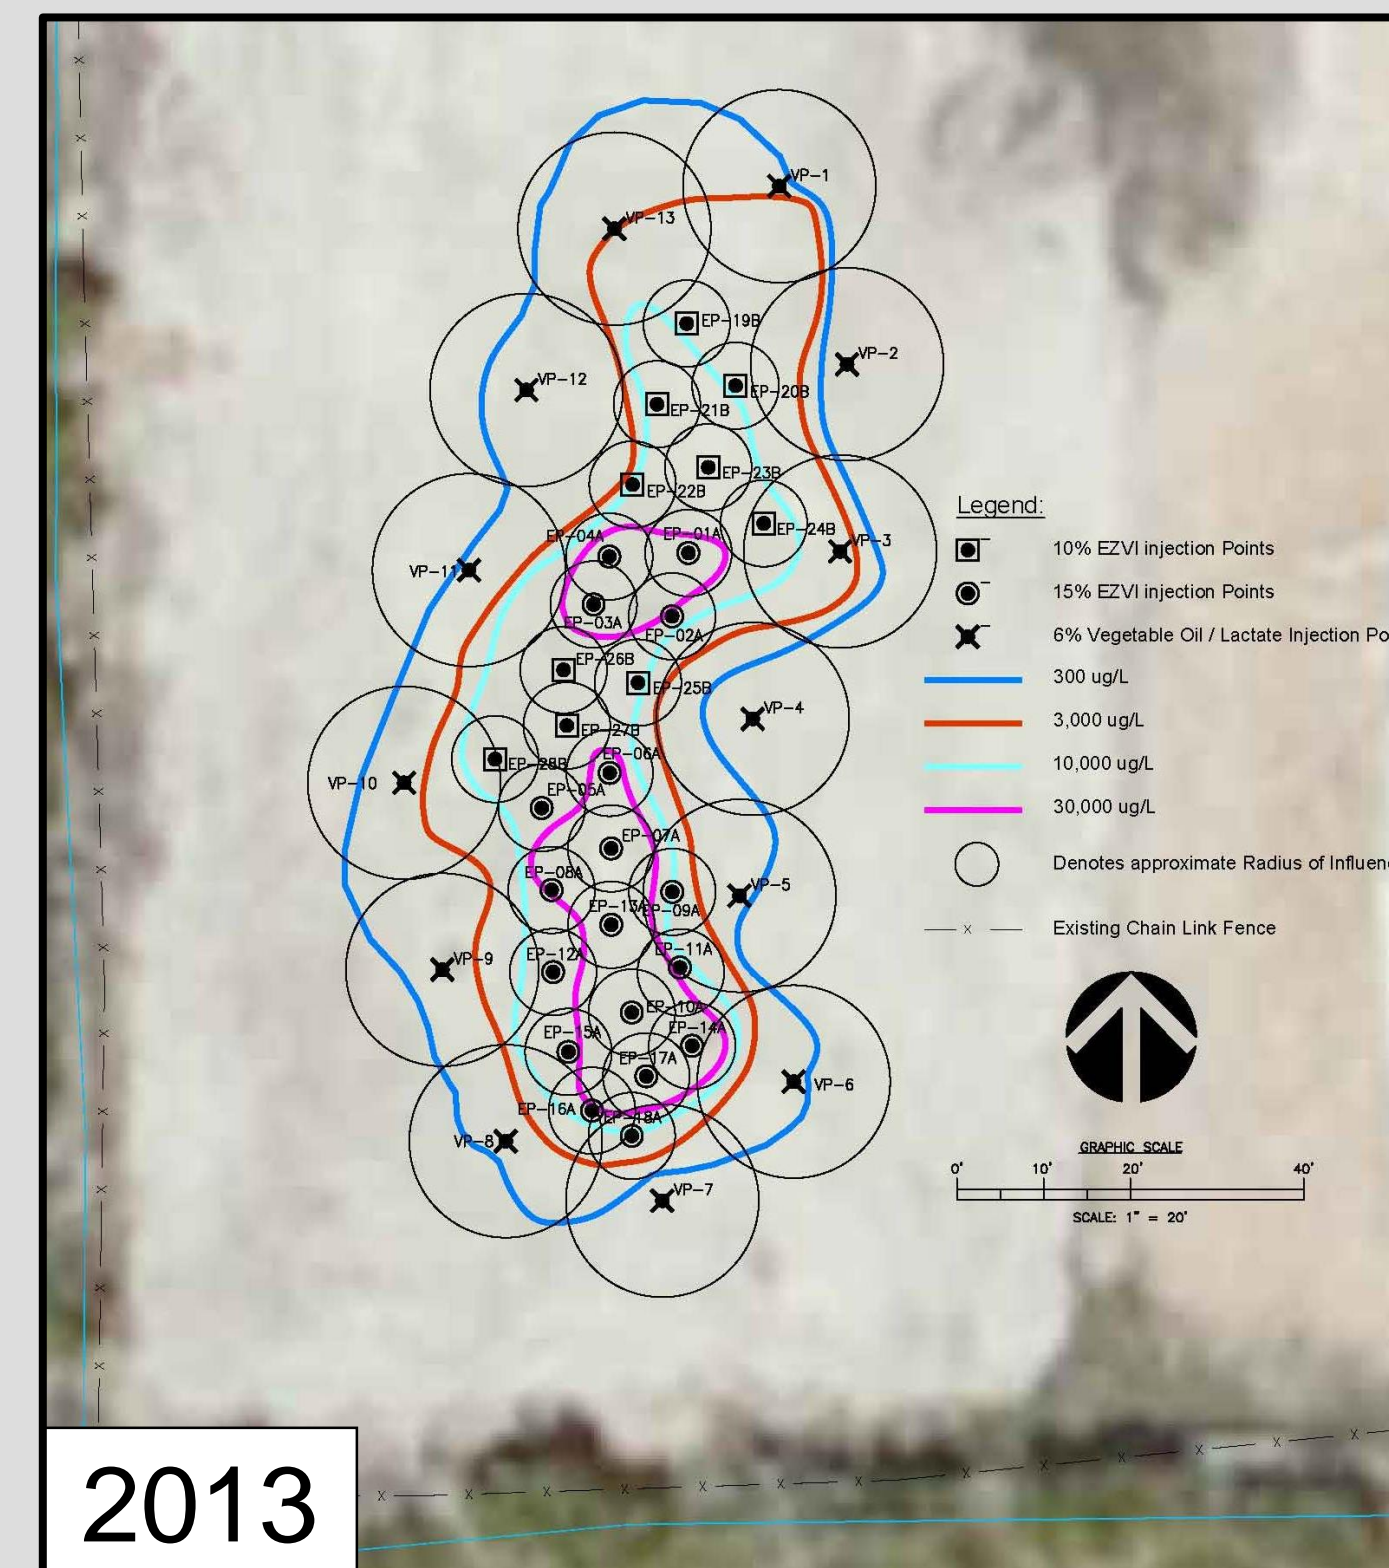 VP-1
VP-13
EP-19B
VP-2
VP-12
EP-20B
EP-21B
EP-23B
EP-22B
EP-24B
EP-04A
EP-01A
VP-3
VP-11
EP-03A
EP-02A
EP-26B
EP-25B
VP-4
EP-27B
EP-06A
EP-28B
VP-10
EP-05A
EP-07A
EP-08A
VP-5
EP-13A
EP-09A
EP-12A
EP-11A
VP-9
EP-10A
EP-15A
EP-14A
EP-17A
VP-6
EP-16A
EP-18A
VP-8
VP-7
Legend:
10% EZVI injection Points
15% EZVI injection Points
6% Vegetable Oil / Lactate Injection Po
300 ug/L
3,000 ug/L
10,000 ug/L
30,000 ug/L
Denotes approximate Radius of Influen
Existing Chain Link Fence
GRAPHIC SCALE
0' 10' 20' 40'
SCALE: 1" = 20'
2013